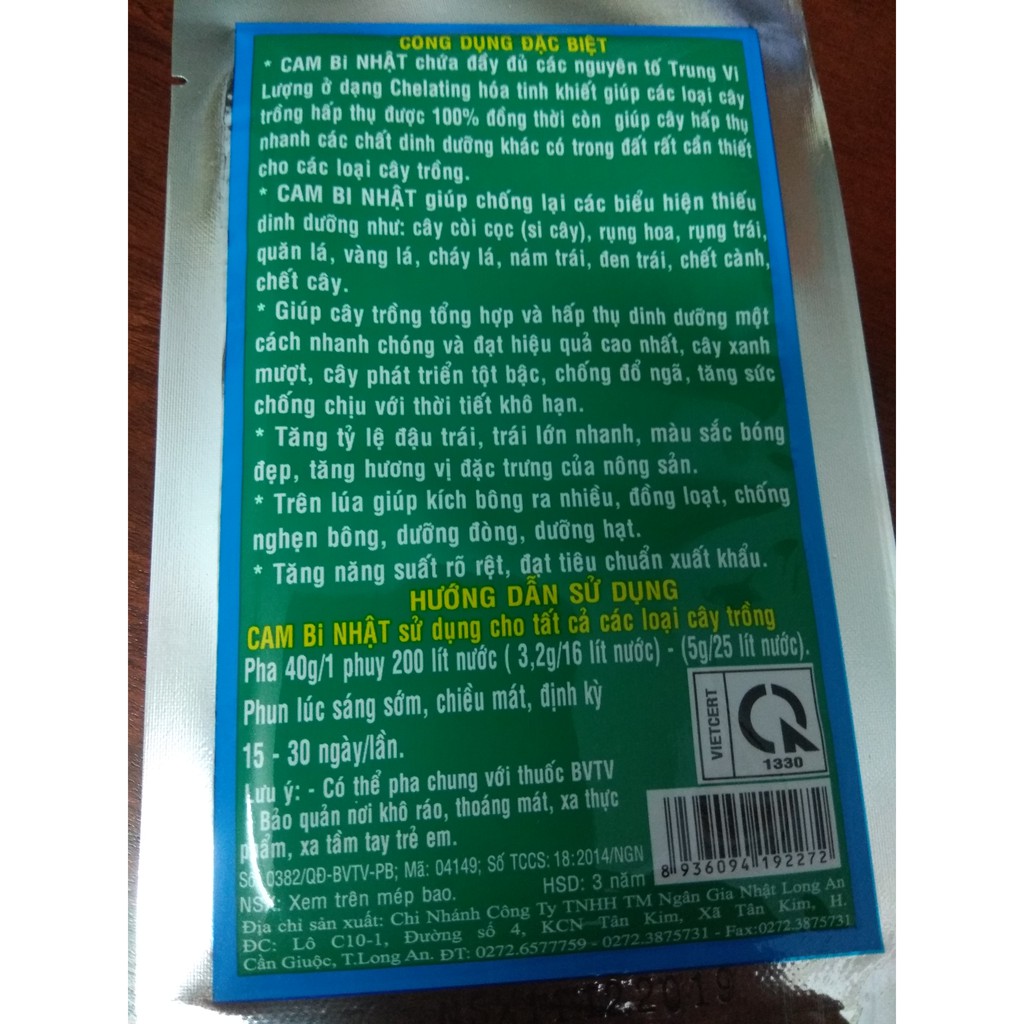 CÔNG DỤNG ĐẶC BIỆT
* CAM Bi NHẬT chứa đầy đủ các nguyên tố Trung Vi
Lượng ở dạng Chelating hóa tinh khiết giúp các loại cây
trồng hấp thụ được 100% đồng thời còn giúp cây hấp thụ
nhanh các chất dinh dưỡng khác có trong đất rất cần thiết
cho các loại cây trồng.
* CAM BI NHẬT giúp chống lại các biểu hiện thiếu
dinh dưỡng như: cây còi cọc (si cây), rụng hoa, rụng trái,
quăn lá, vàng lá, cháy lá, nám trái, đen trái, chết cành,
chết cây.
* Giúp cây trồng tổng hợp và hấp thụ dinh dưỡng một
cách nhanh chóng và đạt hiệu quả cao nhất, cây xanh
mượt, cây phát triển tột bậc, chống đổ ngã, tăng sức
chống chịu với thời tiết khô hạn.
* Tăng tỷ lệ đậu trái, trái lớn nhanh, màu sắc bóng
đẹp, tăng hương vị đặc trưng của nông sản.
* Trên lúa giúp kích bông ra nhiều, đồng loạt, chống
nghẹn bông, dưỡng đòng, dưỡng hạt.
* Tăng năng suất rõ rệt, đạt tiêu chuẩn xuất khẩu.
HƯỚNG DẪN SỬ DỤNG
CAM Bi NHẬT sử dụng cho tất cả các loại cây trồng
Pha 40g/1 phuy 200 lít nước ( 3,2g/16 lít nước) - (5g/25 lít nước).
Phun lúc sáng sớm, chiều mát, định kỳ
15 - 30 ngày/lần.
VIETCERT
1330
Lưu ý: - Có thể pha chung với thuốc BVTV
- Bảo quản nơi khô ráo, thoáng mát, xa thực
phẩm, xa tầm tay trẻ em.
8 936094 192272
Số: 0382/QĐ-BVTV-PB; Mã: 04149; Số TCCS: 18:2014/NGN
NSX: Xem trên mép bao. HSD: 3 năm
Địa chỉ sản xuất: Chi Nhánh Công Ty TNHH TM Ngân Gia Nhật Long An
ĐC: Lô C10-1, Đường số 4, KCN Tân Kim, Xã Tân Kim, H.
Cần Giuộc, T.Long An. ĐT: 0272.6577759 - 0272.3875731 - Fax:0272.3875731
2019